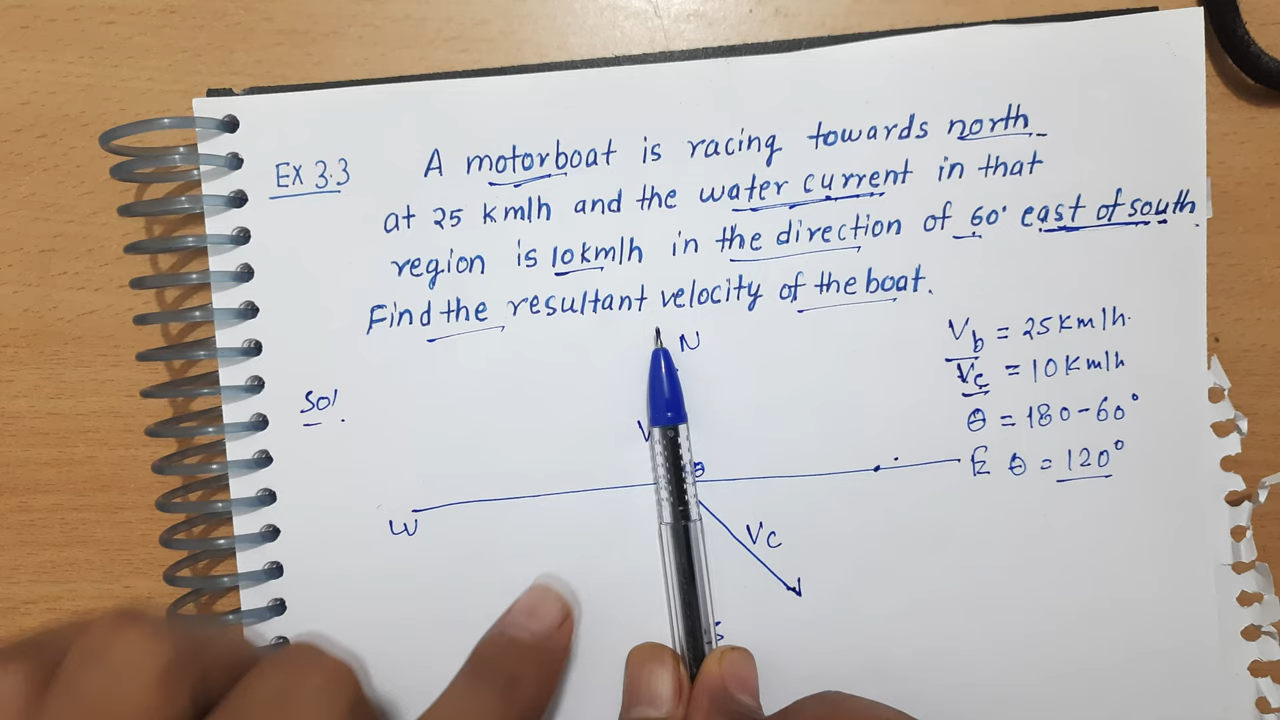 EX 3.3 A motorboat is racing towards north
at 25 km/h and the water current in that
region is 10km/h in the direction of 60° east of south.
Find the resultant velocity of the boat.
N
Vb = 25Km/h.
Vc = 10Km/h
Sol.
θ = 180-60°
V
θ
E θ = 120°
W
Vc
S